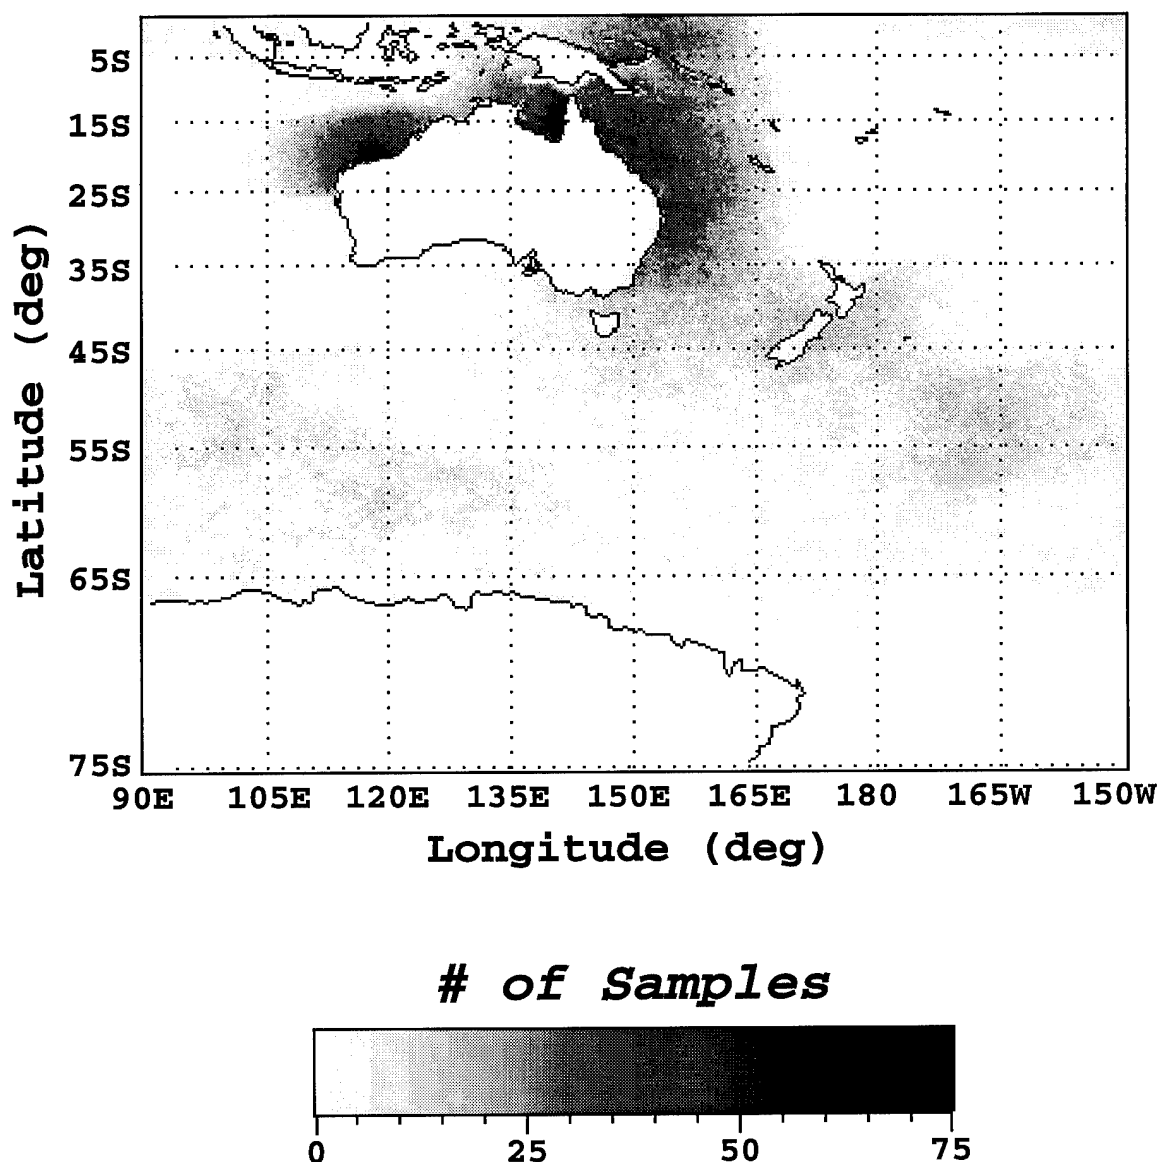 5S
15S
25S
35S
45S
55S
65S
75S
Latitude (deg)
90E 105E 120E 135E 150E 165E 180 165W 150W
Longitude (deg)
# of Samples
0 25 50 75